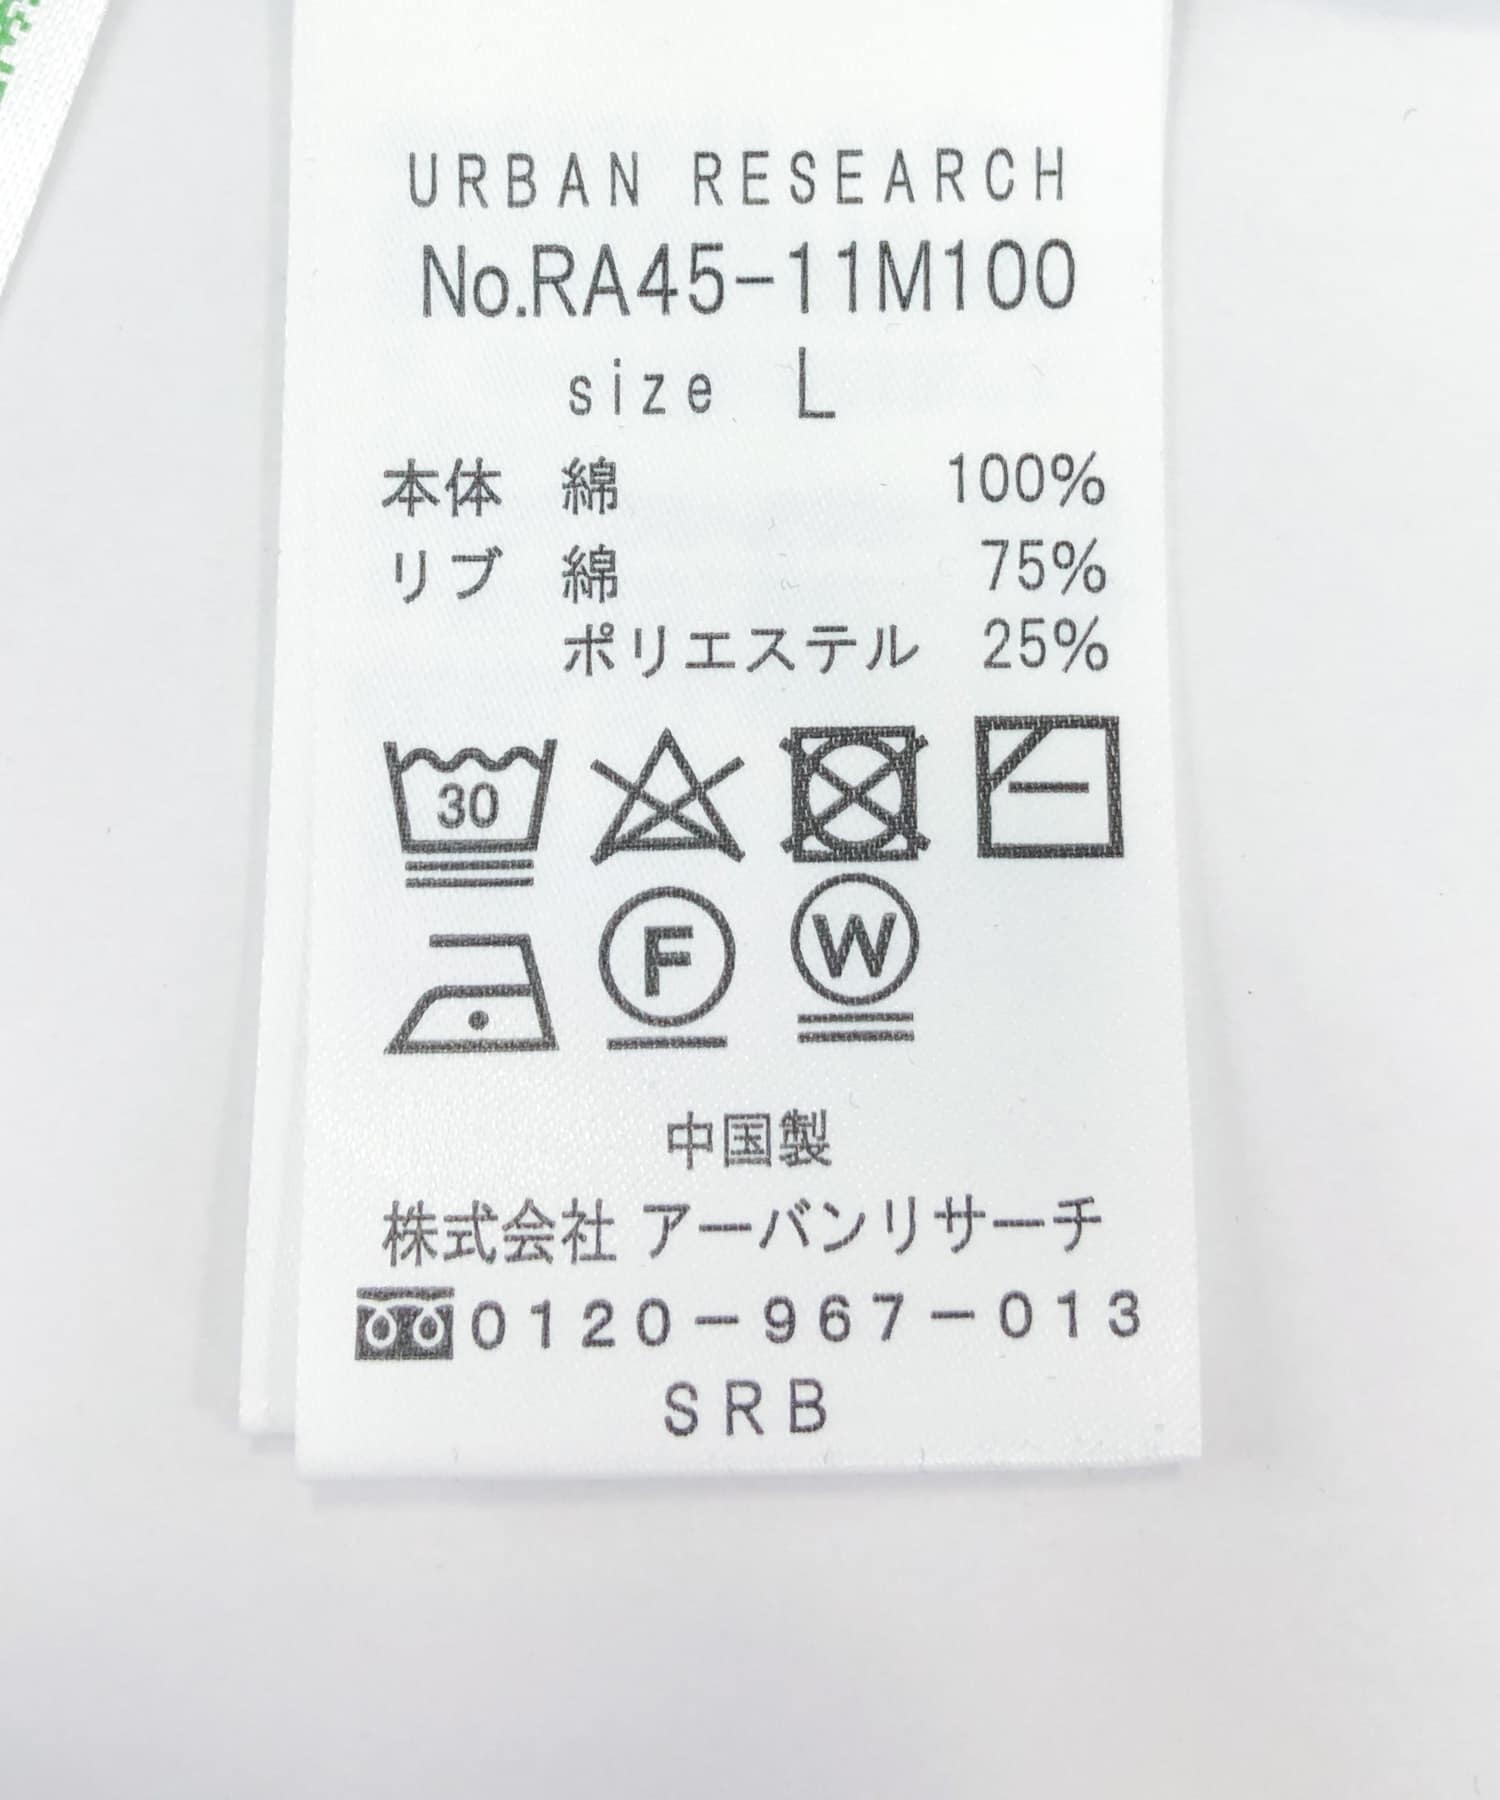 URBAN RESEARCH
No.RA45-11M100
size L
本体 綿 100%
リブ 綿 75%
ポリエステル 25%
30
F W
中国製
株式会社 アーバンリサーチ
0120-967-013
SRB